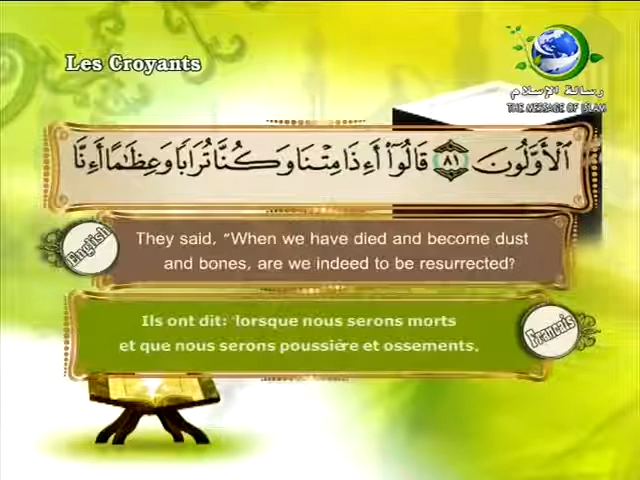 Les Croyants
رسالة الإسلام
THE MESSAGE OF ISLAM
ٱلْأَوَّلُونَ ٨١ قَالُوٓا۟ أَءِذَا مِتْنَا وَكُنَّا تُرَابًا وَعِظَٰمًا أَءِنَّا
English
They said, "When we have died and become dust
and bones, are we indeed to be resurrected?
Ils ont dit: "lorsque nous serons morts
et que nous serons poussière et ossements,
Francais